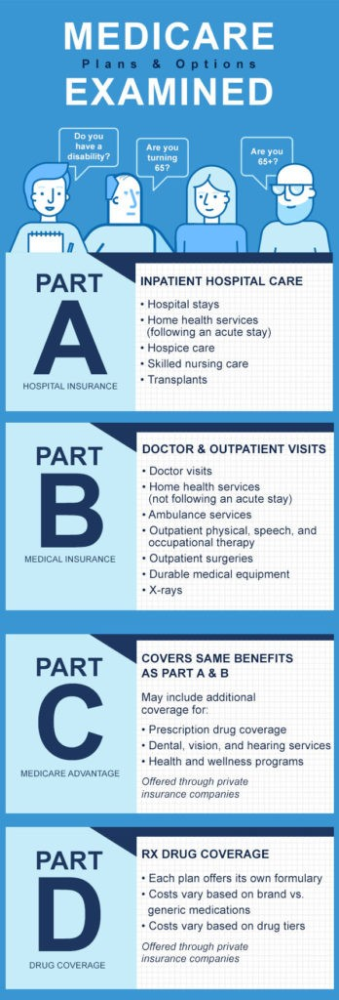 MEDICARE
Plans & Options
EXAMINED
Do you
have a
disability?
Are you
turning
65?
Are you
65+?
PART
A
HOSPITAL INSURANCE
INPATIENT HOSPITAL CARE
• Hospital stays
• Home health services
(following an acute stay)
• Hospice care
• Skilled nursing care
• Transplants
PART
B
MEDICAL INSURANCE
DOCTOR & OUTPATIENT VISITS
• Doctor visits
• Home health services
(not following an acute stay)
• Ambulance services
• Outpatient physical, speech, and
occupational therapy
• Outpatient surgeries
• Durable medical equipment
• X-rays
PART
C
MEDICARE ADVANTAGE
COVERS SAME BENEFITS
AS PART A & B
May include additional
coverage for:
• Prescription drug coverage
• Dental, vision, and hearing services
• Health and wellness programs
Offered through private
insurance companies
PART
D
DRUG COVERAGE
RX DRUG COVERAGE
• Each plan offers its own formulary
• Costs vary based on brand vs.
generic medications
• Costs vary based on drug tiers
Offered through private
insurance companies